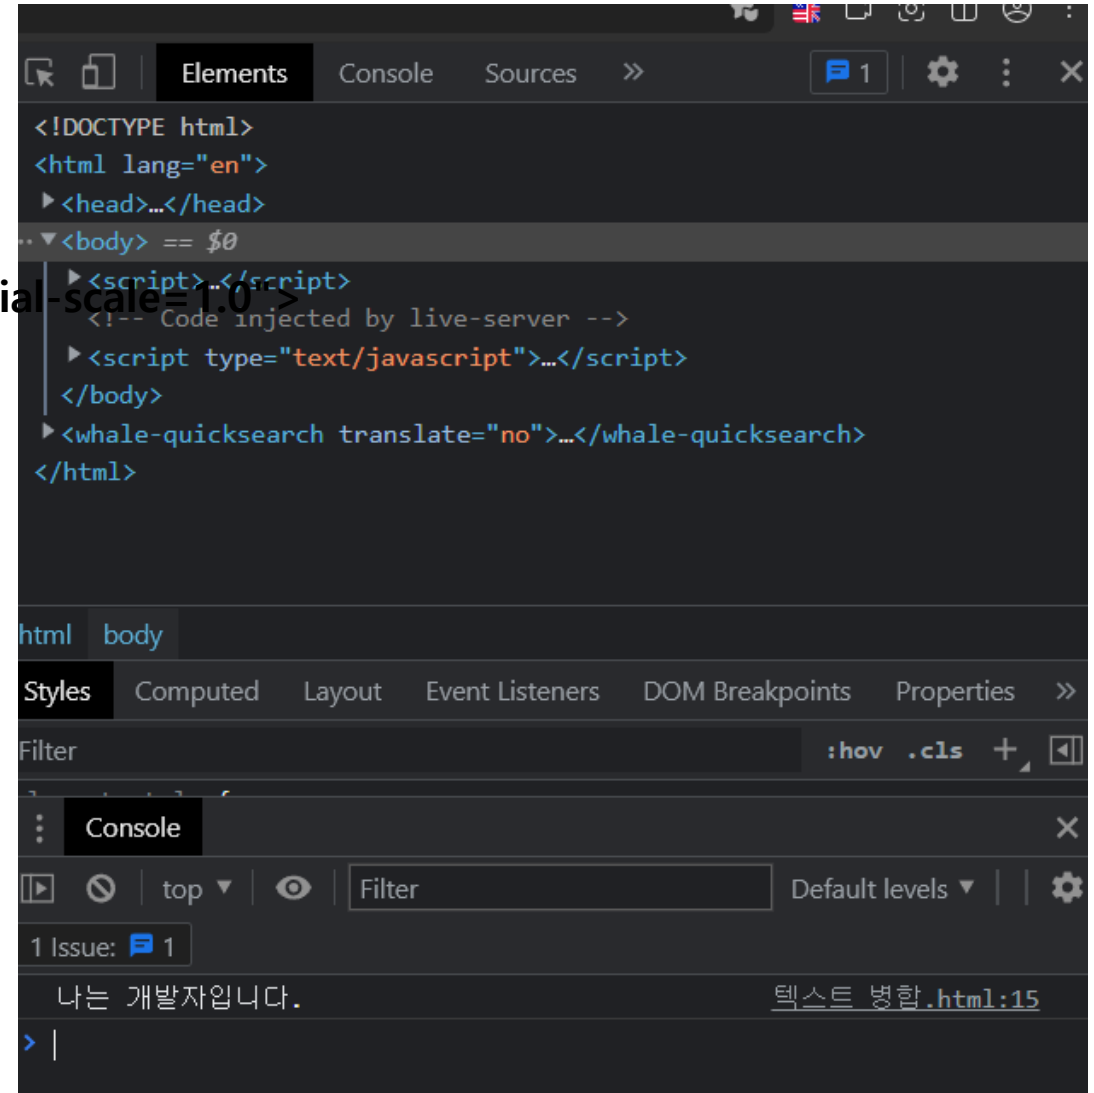 Elements Console Sources » 1
<!DOCTYPE html>
<html lang="en">
<head>…</head>
<body> == $0
<script>…</script>
ial-scale=1.0">
<!-- Code injected by live-server -->
<script type="text/javascript">…</script>
</body>
<whale-quicksearch translate="no">…</whale-quicksearch>
</html>
html body
Styles Computed Layout Event Listeners DOM Breakpoints Properties »
Filter :hov .cls +
Console
top Filter Default levels
1 Issue: 1
나는 개발자입니다. 텍스트 병합.html:15
>